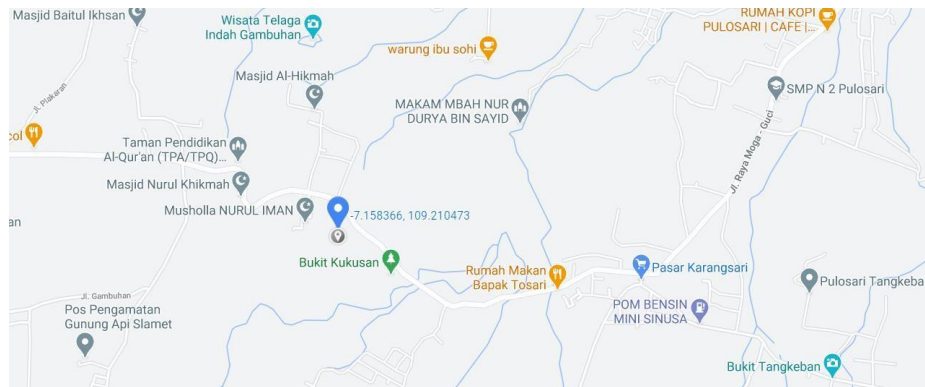 Masjid Baitul Ikhsan
Wisata Telaga
Indah Gambuhan
RUMAH KOPI
PULOSARI | CAFE |...
warung ibu sohi
Masjid Al-Hikmah
Jl. Plakaran
SMP N 2 Pulosari
MAKAM MBAH NUR
DURYA BIN SAYID
col
Taman Pendidikan
Al-Qur'an (TPA/TPQ)...
Jl. Raya Moga - Guci
Masjid Nurul Khikmah
Musholla NURUL IMAN
-7.158366, 109.210473
an
Bukit Kukusan
Rumah Makan
Bapak Tosari
Pasar Karangsari
Pulosari Tangkeba
Jl. Gambuhan
Pos Pengamatan
Gunung Api Slamet
POM BENSIN
MINI SINUSA
Bukit Tangkeban